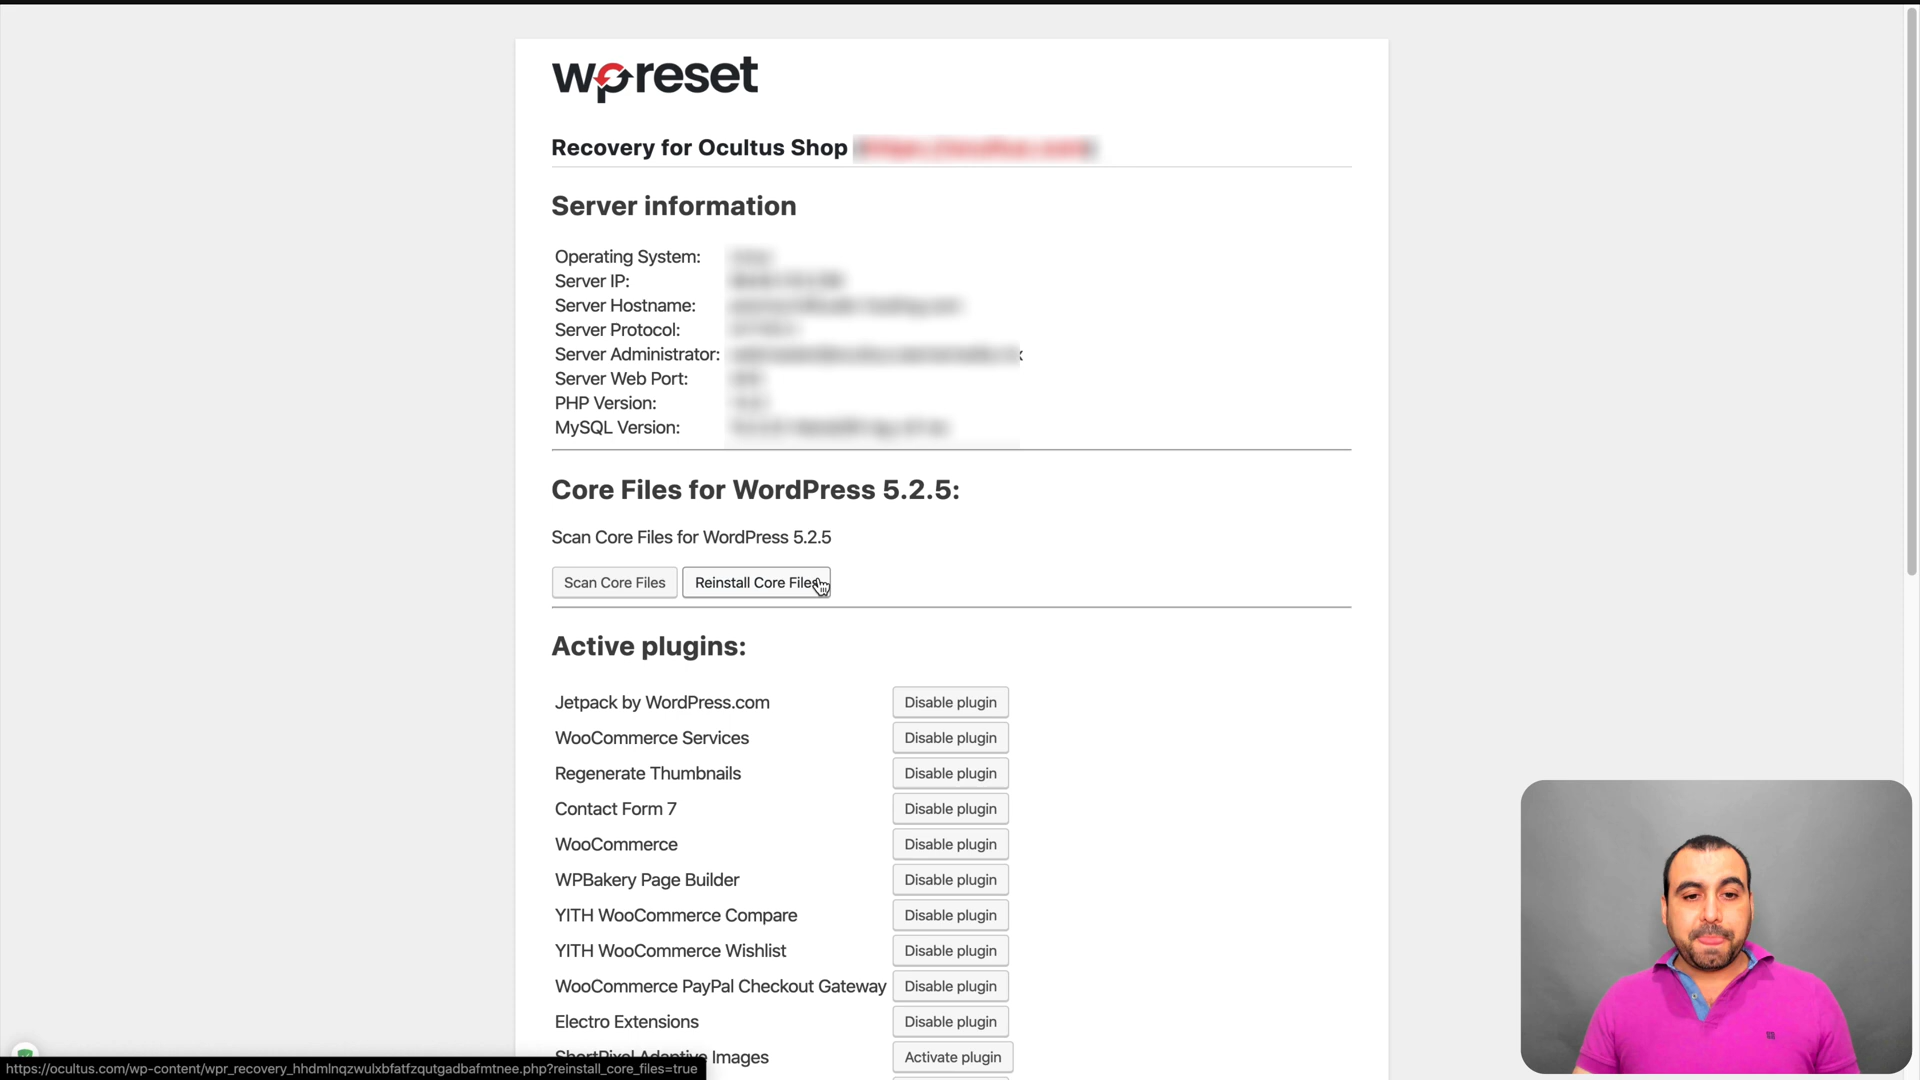 wpreset
Recovery for Ocultus Shop
Server information
Operating System:
Server IP:
Server Hostname:
Server Protocol:
Server Administrator:
Server Web Port:
PHP Version:
MySQL Version:
Core Files for WordPress 5.2.5:
Scan Core Files for WordPress 5.2.5
Scan Core Files Reinstall Core Files
Active plugins:
Jetpack by WordPress.com Disable plugin
WooCommerce Services Disable plugin
Regenerate Thumbnails Disable plugin
Contact Form 7 Disable plugin
WooCommerce Disable plugin
WPBakery Page Builder Disable plugin
YITH WooCommerce Compare Disable plugin
YITH WooCommerce Wishlist Disable plugin
WooCommerce PayPal Checkout Gateway Disable plugin
Electro Extensions Disable plugin
ShortPixel Adaptive Images Activate plugin
https://ocultus.com/wp-content/wpr_recovery_hhdmlnqzwulxbfatfzqutgadbafmtnee.php?reinstall_core_files=true